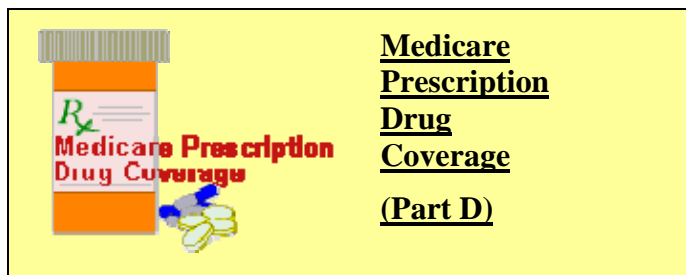 Rx
Medicare Prescription
Drug Coverage
Medicare
Prescription
Drug
Coverage
(Part D)